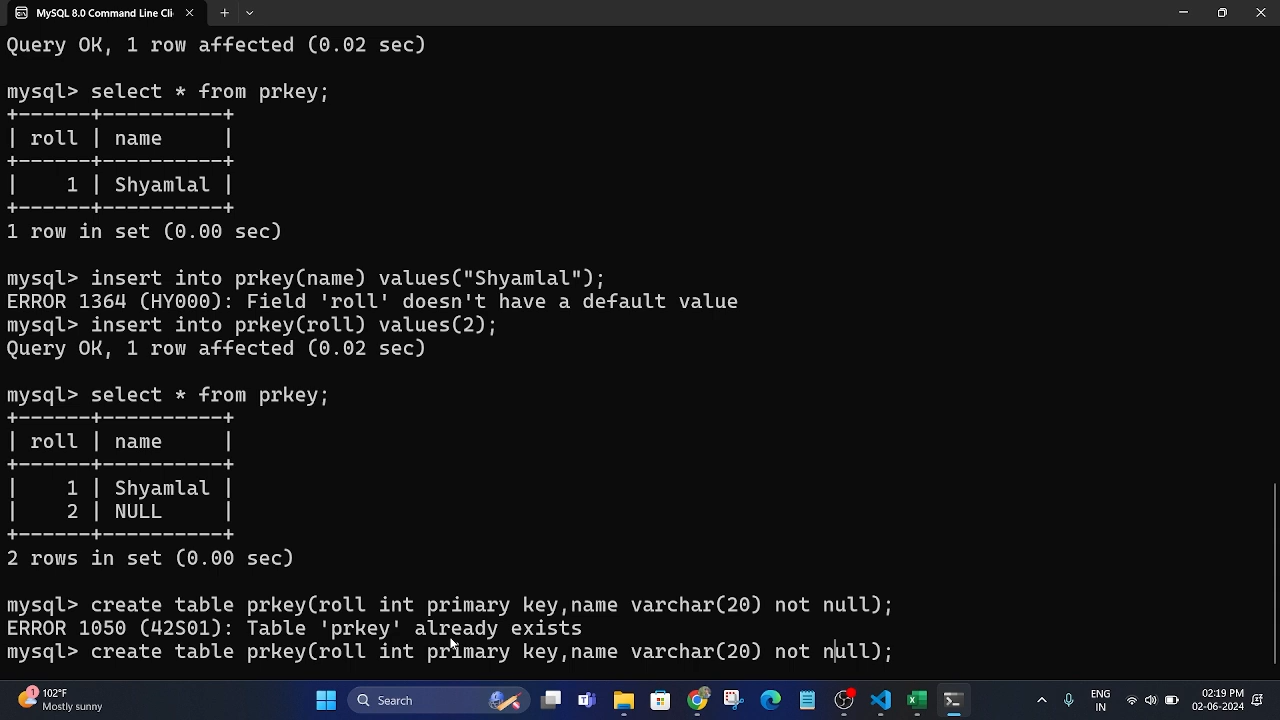 MySQL 8.0 Command Line Cli
Query OK, 1 row affected (0.02 sec)
mysql> select * from prkey;
+------+----------+
| roll | name     |
+------+----------+
|    1 | Shyamlal |
+------+----------+
1 row in set (0.00 sec)
mysql> insert into prkey(name) values("Shyamlal");
ERROR 1364 (HY000): Field 'roll' doesn't have a default value
mysql> insert into prkey(roll) values(2);
Query OK, 1 row affected (0.02 sec)
mysql> select * from prkey;
+------+----------+
| roll | name     |
+------+----------+
|    1 | Shyamlal |
|    2 | NULL     |
+------+----------+
2 rows in set (0.00 sec)
mysql> create table prkey(roll int primary key,name varchar(20) not null);
ERROR 1050 (42S01): Table 'prkey' already exists
mysql> create table prkey(roll int primary key,name varchar(20) not null);
1
102°F
Mostly sunny
Search
ENG
IN
02:19 PM
02-06-2024